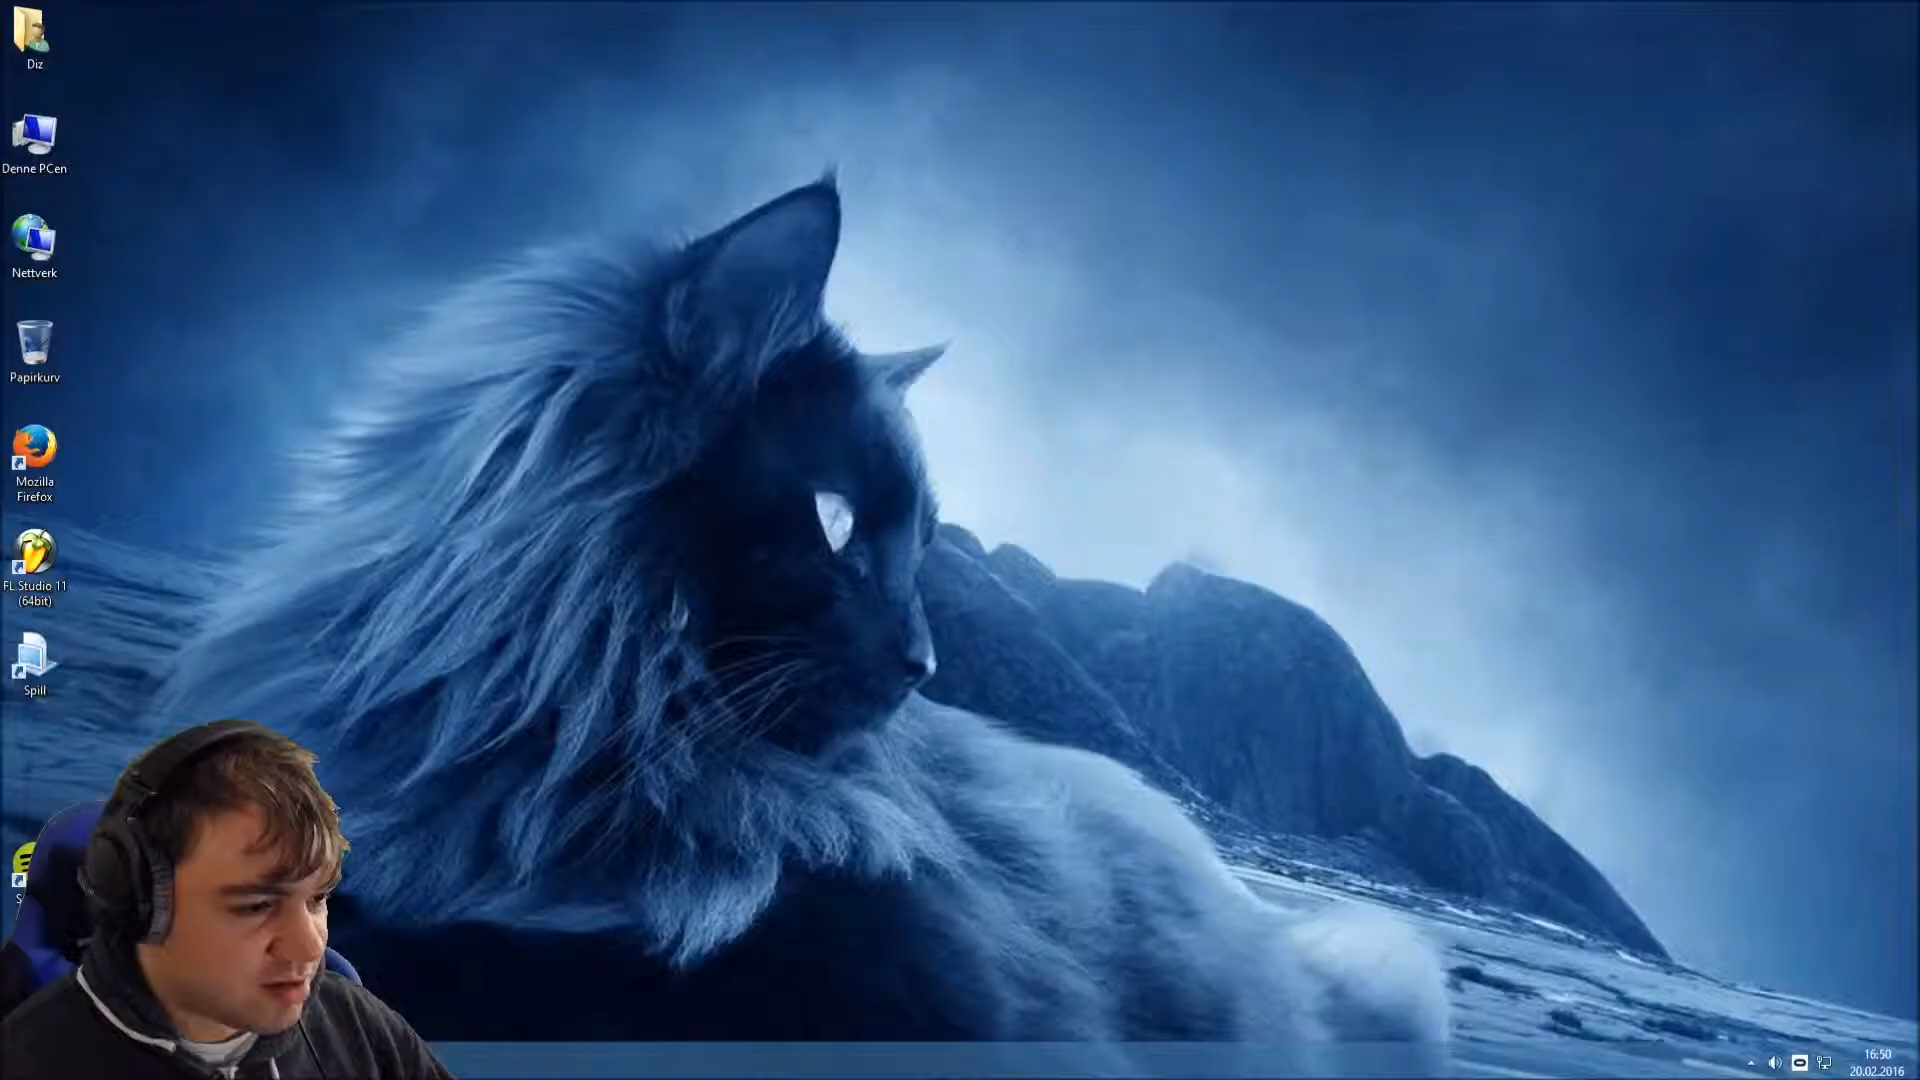 Diz
Denne PCen
Nettverk
Papirkurv
Mozilla
Firefox
FL Studio 11
(64bit)
Spill
16:50
20.02.2016